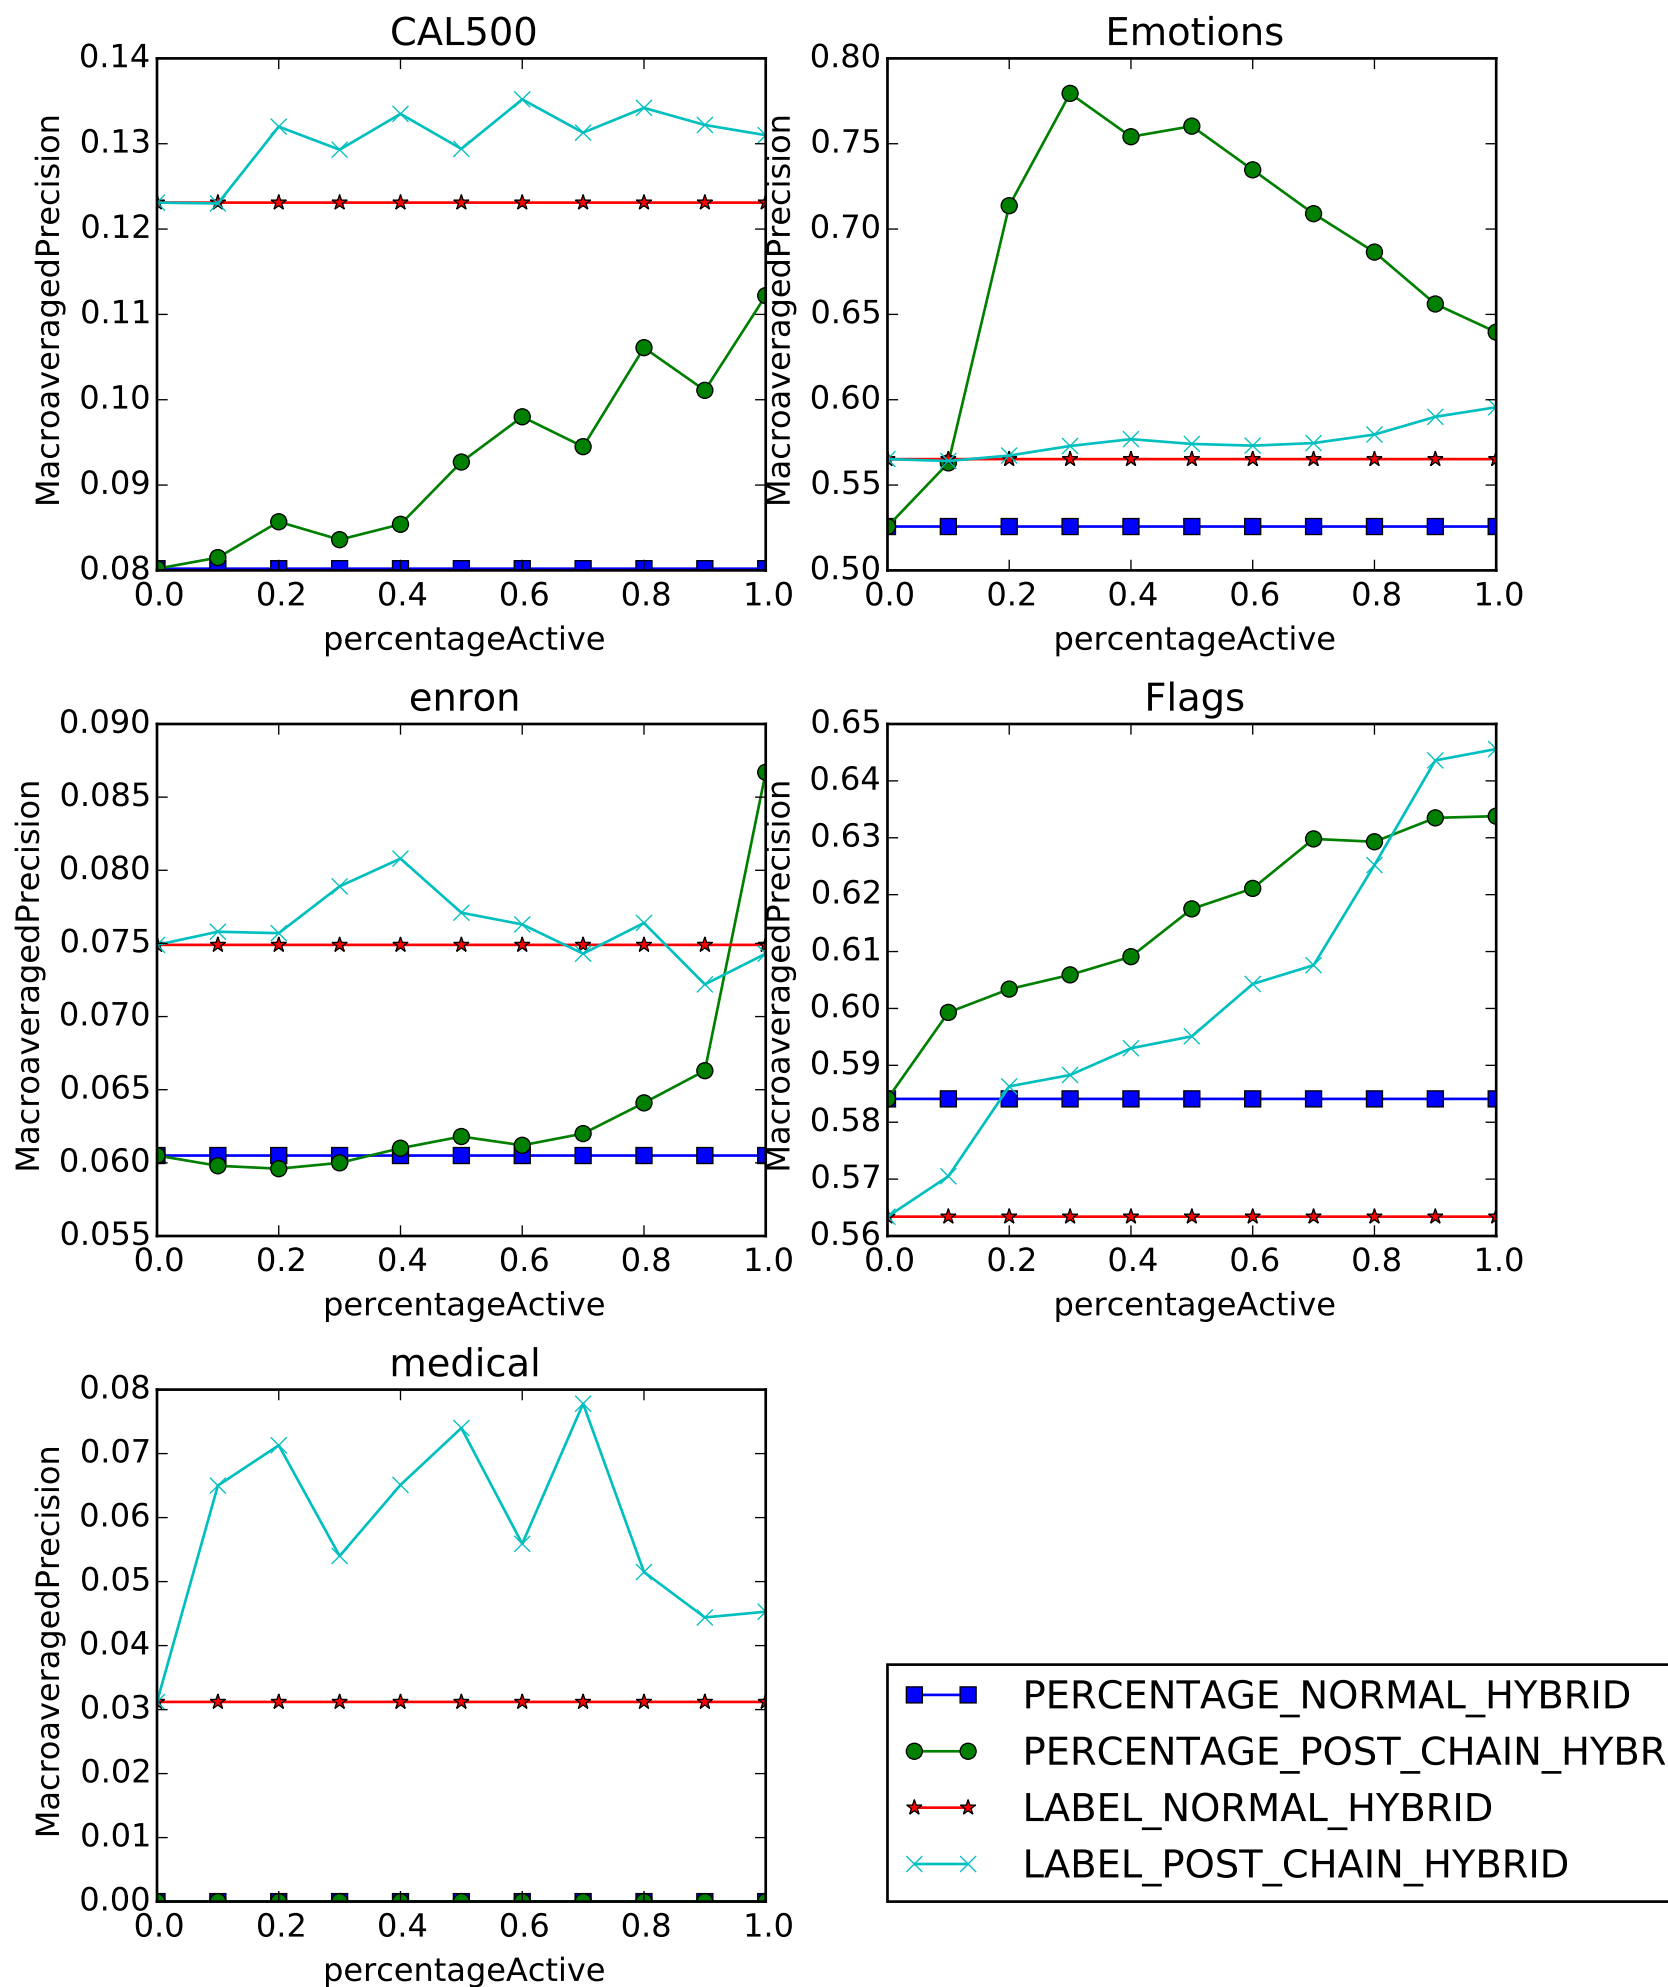 CAL500
0.14
0.13
0.12
0.11
0.10
0.09
0.08
0.0 0.2 0.4 0.6 0.8 1.0
percentageActive
MacroaveragedPrecision
Emotions
0.80
0.75
0.70
0.65
0.60
0.55
0.50
0.0 0.2 0.4 0.6 0.8 1.0
percentageActive
MacroaveragedPrecision
enron
0.090
0.085
0.080
0.075
0.070
0.065
0.060
0.055
0.0 0.2 0.4 0.6 0.8 1.0
percentageActive
MacroaveragedPrecision
Flags
0.65
0.64
0.63
0.62
0.61
0.60
0.59
0.58
0.57
0.56
0.0 0.2 0.4 0.6 0.8 1.0
percentageActive
MacroaveragedPrecision
medical
0.08
0.07
0.06
0.05
0.04
0.03
0.02
0.01
0.00
0.0 0.2 0.4 0.6 0.8 1.0
percentageActive
MacroaveragedPrecision
PERCENTAGE_NORMAL_HYBRID
PERCENTAGE_POST_CHAIN_HYBR
LABEL_NORMAL_HYBRID
LABEL_POST_CHAIN_HYBRID